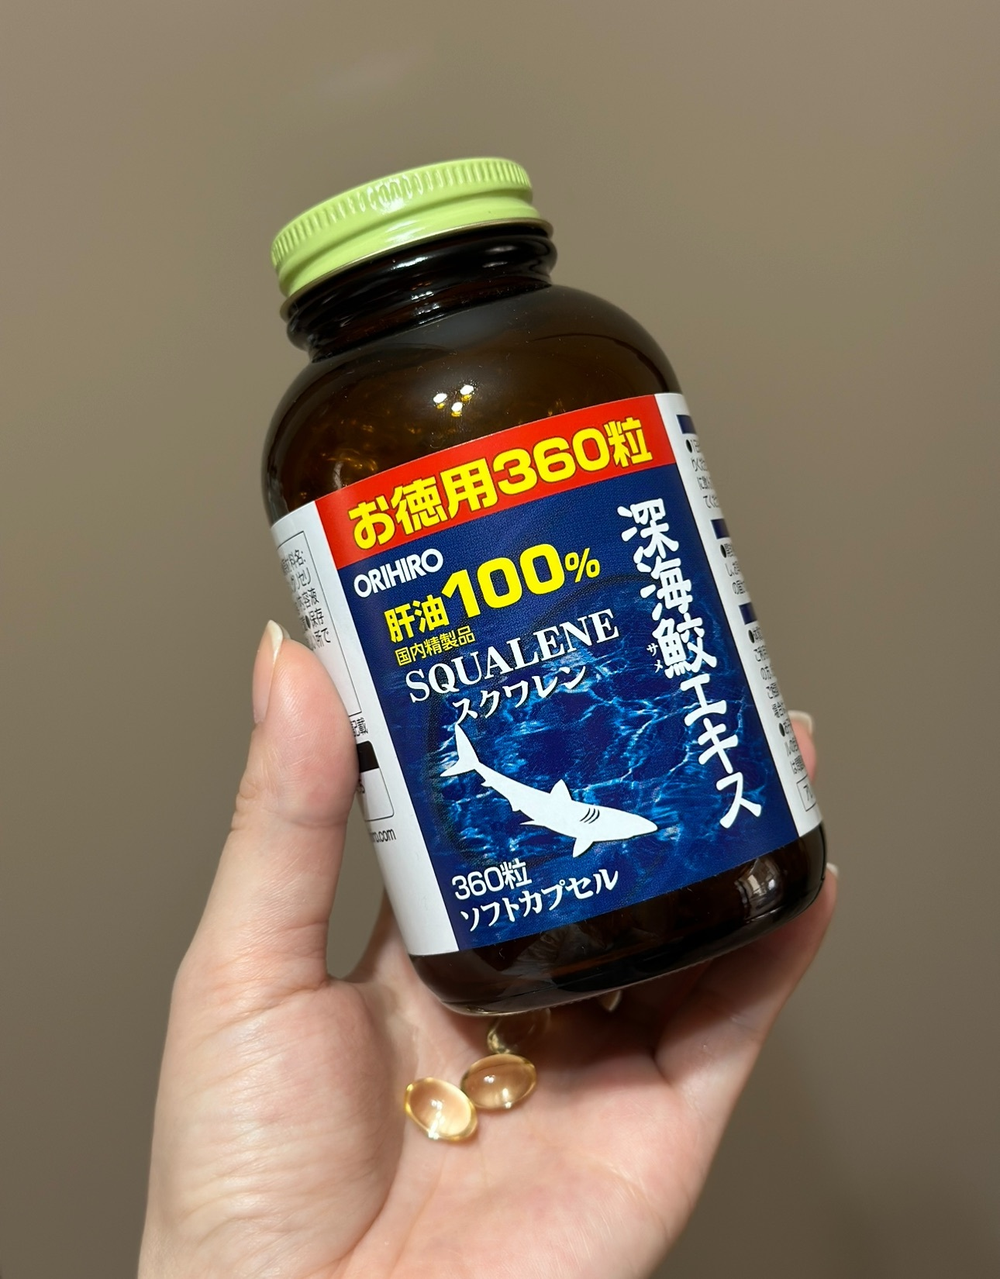 お徳用360粒
ORIHIRO
肝油100%
国内精製品
SQUALENE
スクワレン
深海鮫エキス
サメ
360粒
ソフトカプセル
記載